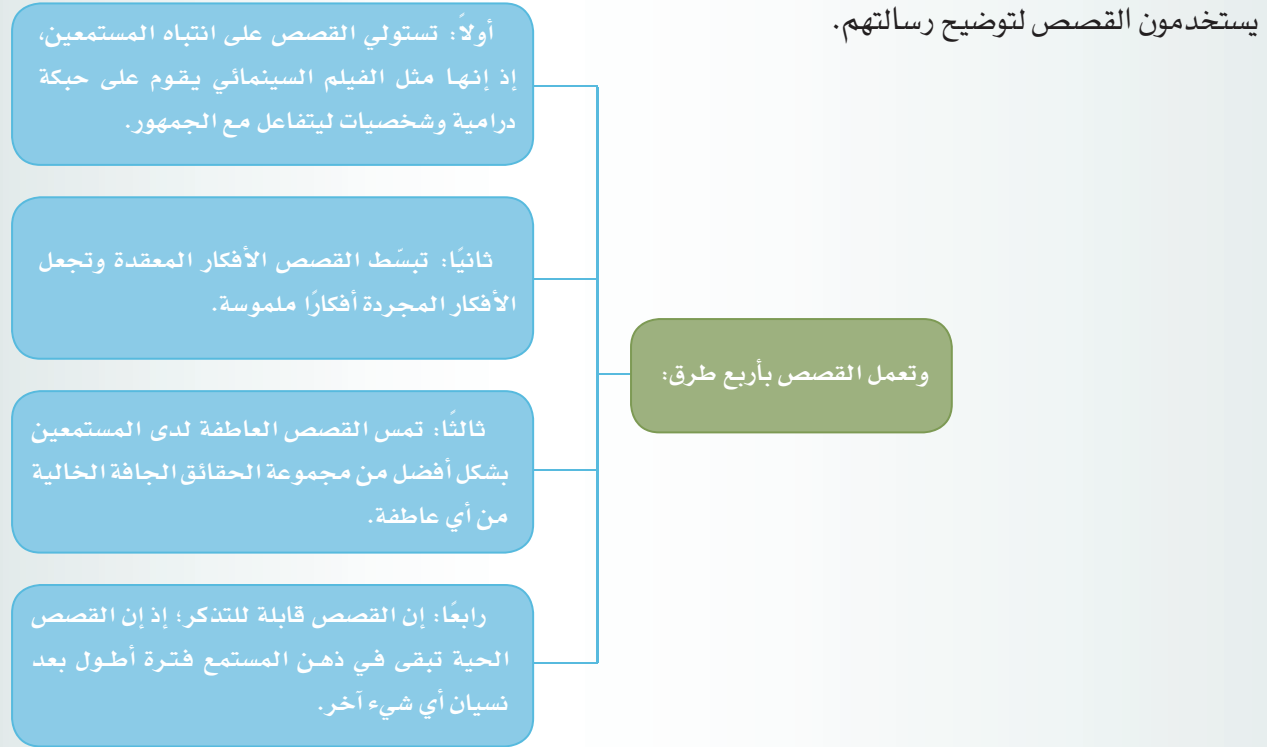 يستخدمون القصص لتوضيح رسالتهم.
وتعمل القصص بأربع طرق:
أولاً: تستولي القصص على انتباه المستمعين،
إذ إنها مثل الفيلم السينمائي يقوم على حبكة
درامية وشخصيات ليتفاعل مع الجمهور.
ثانيًا: تبسّط القصص الأفكار المعقدة وتجعل
الأفكار المجردة أفكارًا ملموسة.
ثالثًا: تمس القصص العاطفة لدى المستمعين
بشكل أفضل من مجموعة الحقائق الجافة الخالية
من أي عاطفة.
رابعًا: إن القصص قابلة للتذكر؛ إذ إن القصص
الحية تبقى في ذهن المستمع فترة أطول بعد
نسيان أي شيء آخر.